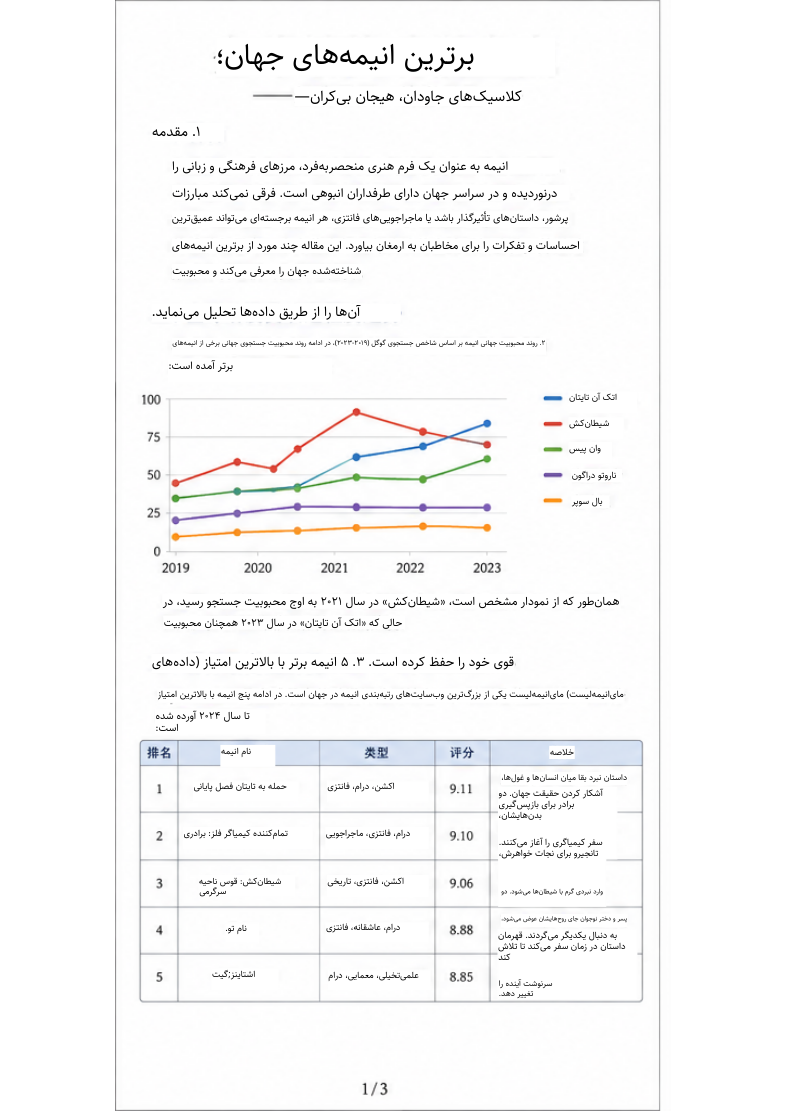 برترین انیمه‌های جهان؛
کلاسیک‌های جاودان، هیجان بی‌کران——
۱. مقدمه
انیمه به عنوان یک فرم هنری منحصربه‌فرد، مرزهای فرهنگی و زبانی را
درنوردیده و در سراسر جهان دارای طرفداران انبوهی است. فرقی نمی‌کند مبارزات
پرشور، داستان‌های تأثیرگذار باشد یا ماجراجویی‌های فانتزی، هر انیمه برجسته‌ای می‌تواند عمیق‌ترین
احساسات و تفکرات را برای مخاطبان به ارمغان بیاورد. این مقاله چند مورد از برترین انیمه‌های
شناخته‌شده جهان را معرفی می‌کند و محبوبیت
آن‌ها را از طریق داده‌ها تحلیل می‌نماید.
۲. روند محبوبیت جهانی انیمه بر اساس شاخص جستجوی گوگل (۲۰۱۹-۲۰۲۳)، در ادامه روند محبوبیت جستجوی جهانی برخی از انیمه‌های
برتر آمده است:
100
75
50
25
0
2019 2020 2021 2022 2023
اتک آن تایتان
شیطان‌کش
وان پیس
ناروتو دراگون
بال سوپر
همان‌طور که از نمودار مشخص است، «شیطان‌کش» در سال ۲۰۲۱ به اوج محبوبیت جستجو رسید، در
حالی که «اتک آن تایتان» در سال ۲۰۲۳ همچنان محبوبیت
قوی خود را حفظ کرده است. ۳. ۵ انیمه برتر با بالاترین امتیاز (داده‌های
مای‌انیمه‌لیست) مای‌انیمه‌لیست یکی از بزرگ‌ترین وب‌سایت‌های رتبه‌بندی انیمه در جهان است. در ادامه پنج انیمه با بالاترین امتیاز
تا سال ۲۰۲۴ آورده شده
است:
排名 نام انیمه 类型 评分 خلاصه
1 حمله به تایتان فصل پایانی اکشن، درام، فانتزی 9.11
داستان نبرد بقا میان انسان‌ها و غول‌ها،
آشکار کردن حقیقت جهان. دو
برادر برای بازپس‌گیری
بدن‌هایشان،
2 تمام‌کننده کیمیاگر فلز: برادری درام، فانتزی، ماجراجویی 9.10
سفر کیمیاگری را آغاز می‌کنند.
تانجیرو برای نجات خواهرش،
3 شیطان‌کش: قوس ناحیه
سرگرمی
اکشن، فانتزی، تاریخی 9.06
وارد نبردی گرم با شیطان‌ها می‌شود. دو
4 نام تو. درام، عاشقانه، فانتزی 8.88
پسر و دختر نوجوان جای روح‌هایشان عوض می‌شود،
به دنبال یکدیگر می‌گردند. قهرمان
داستان در زمان سفر می‌کند تا تلاش
کند
5 اشتاینز;گیت علمی‌تخیلی، معمایی، درام 8.85
سرنوشت آینده را
تغییر دهد.
1/3